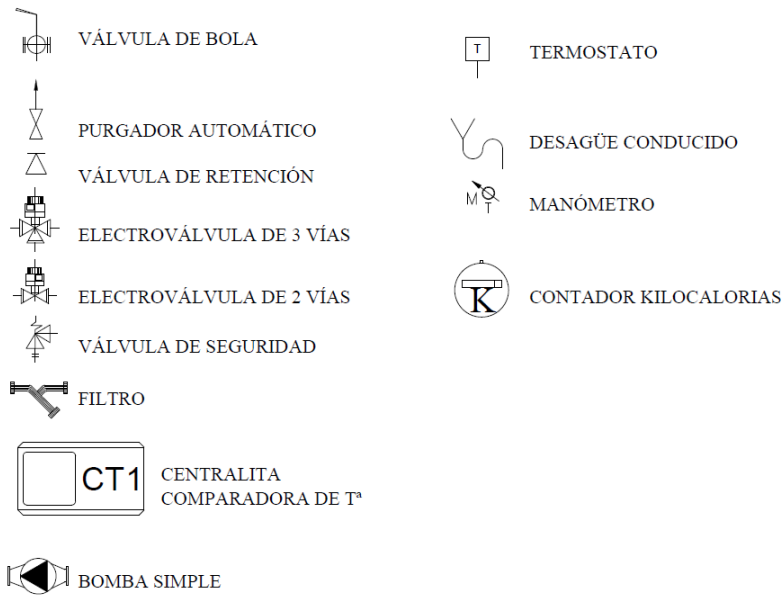 VÁLVULA DE BOLA
PURGADOR AUTOMÁTICO
VÁLVULA DE RETENCIÓN
ELECTROVÁLVULA DE 3 VÍAS
ELECTROVÁLVULA DE 2 VÍAS
VÁLVULA DE SEGURIDAD
FILTRO
CT1
CENTRALITA
COMPARADORA DE Tª
BOMBA SIMPLE
T
TERMOSTATO
DESAGÜE CONDUCIDO
M
T
MANÓMETRO
K
CONTADOR KILOCALORIAS